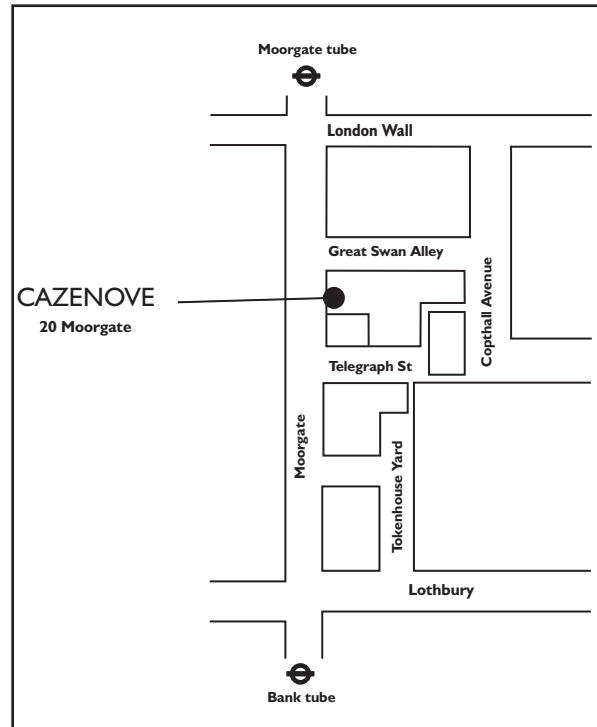 Moorgate tube
London Wall
Great Swan Alley
CAZENOVE
20 Moorgate
Copthall Avenue
Telegraph St
Moorgate
Tokenhouse Yard
Lothbury
Bank tube